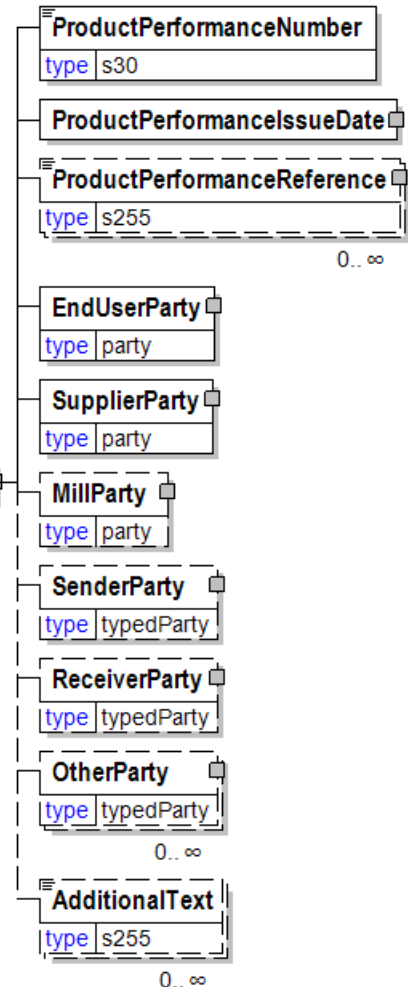 ProductPerformanceNumber
type s30
ProductPerformanceIssueDate
ProductPerformanceReference
type s255
0.. ∞
EndUserParty
type party
SupplierParty
type party
MillParty
type party
SenderParty
type typedParty
ReceiverParty
type typedParty
OtherParty
type typedParty
0.. ∞
AdditionalText
type s255
0.. ∞